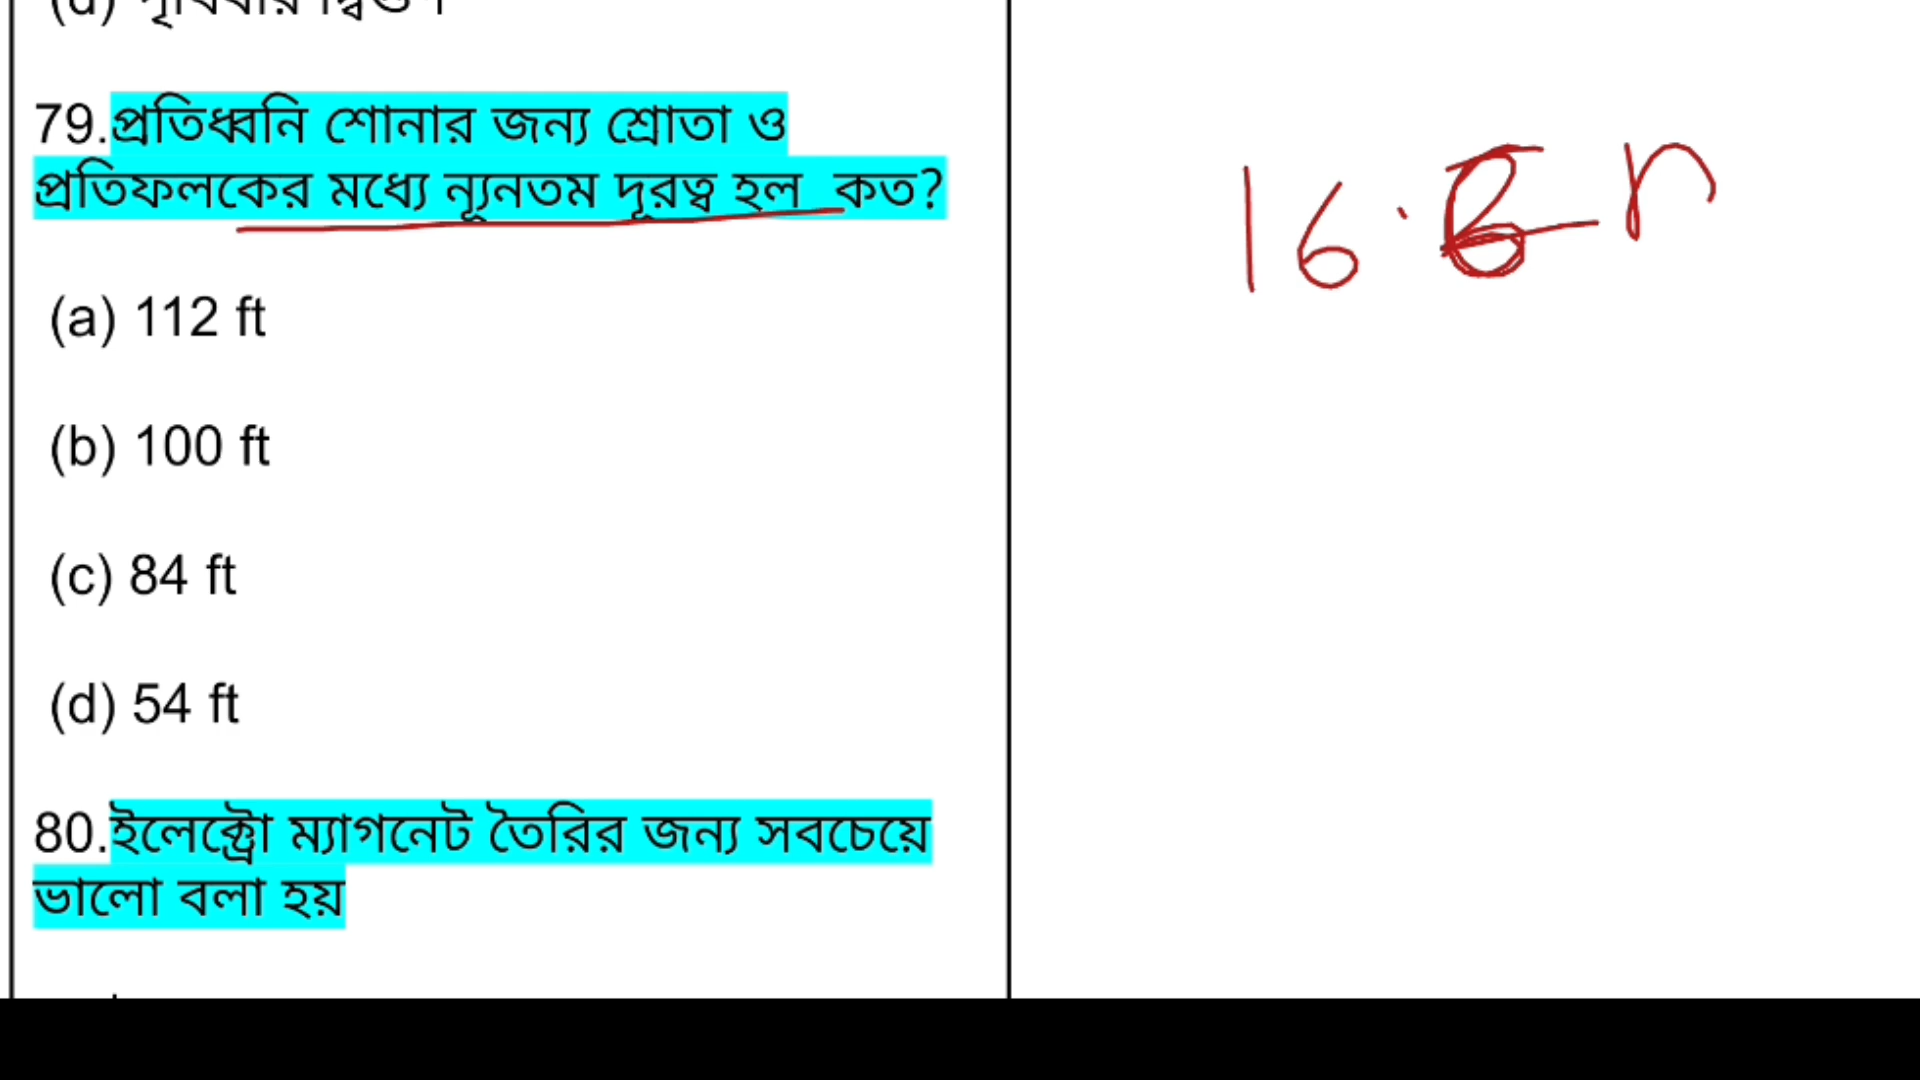 79.প্রতিধ্বনি শোনার জন্য শ্রোতা ও
প্রতিফলকের মধ্যে ন্যূনতম দূরত্ব হল কত?
(a) 112 ft
(b) 100 ft
(c) 84 ft
(d) 54 ft
80.ইলেক্ট্রো ম্যাগনেট তৈরির জন্য সবচেয়ে
ভালো বলা হয়
16.